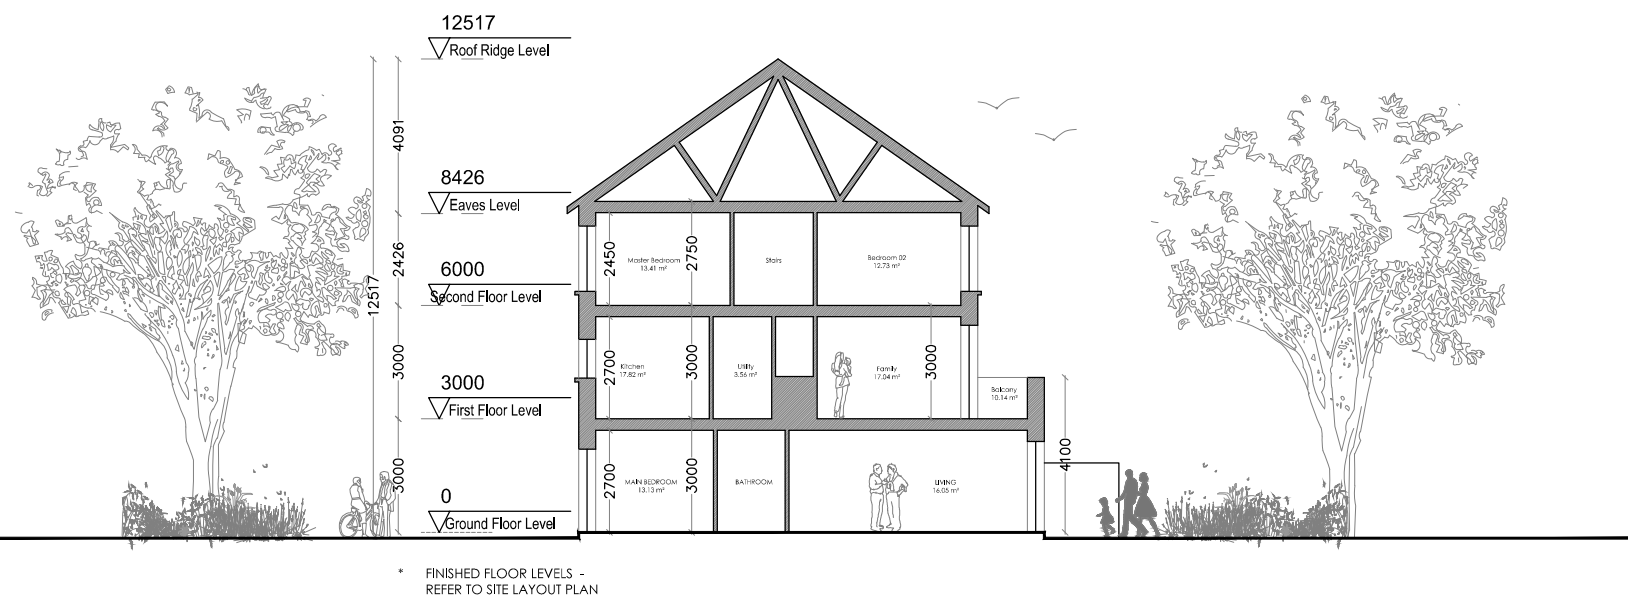 12517
Roof Ridge Level
4091
8426
Eaves Level
2426
12517
6000
Second Floor Level
2450
Master Bedroom
13.41 m²
2750
Stairs
Bedroom 02
12.73 m²
3000
3000
First Floor Level
2700
Kitchen
17.82 m²
3000
Utility
3.56 m²
Family
17.04 m²
3000
Balcony
10.14 m²
3000
0
Ground Floor Level
2700
MAIN BEDROOM
13.13 m²
3000
BATHROOM
LIVING
16.05 m²
4100
* FINISHED FLOOR LEVELS -
REFER TO SITE LAYOUT PLAN